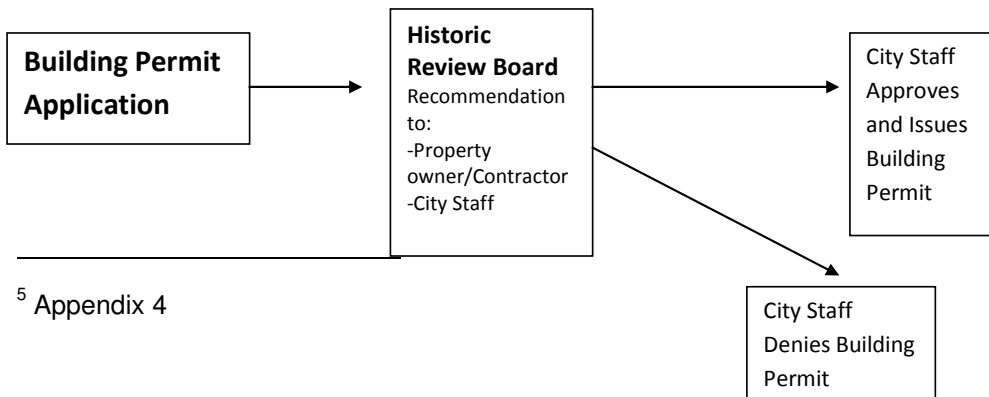 Building Permit
Application
Historic
Review Board
Recommendation
to:
-Property
owner/Contractor
-City Staff
City Staff
Approves
and Issues
Building
Permit
City Staff
Denies Building
Permit
5 Appendix 4